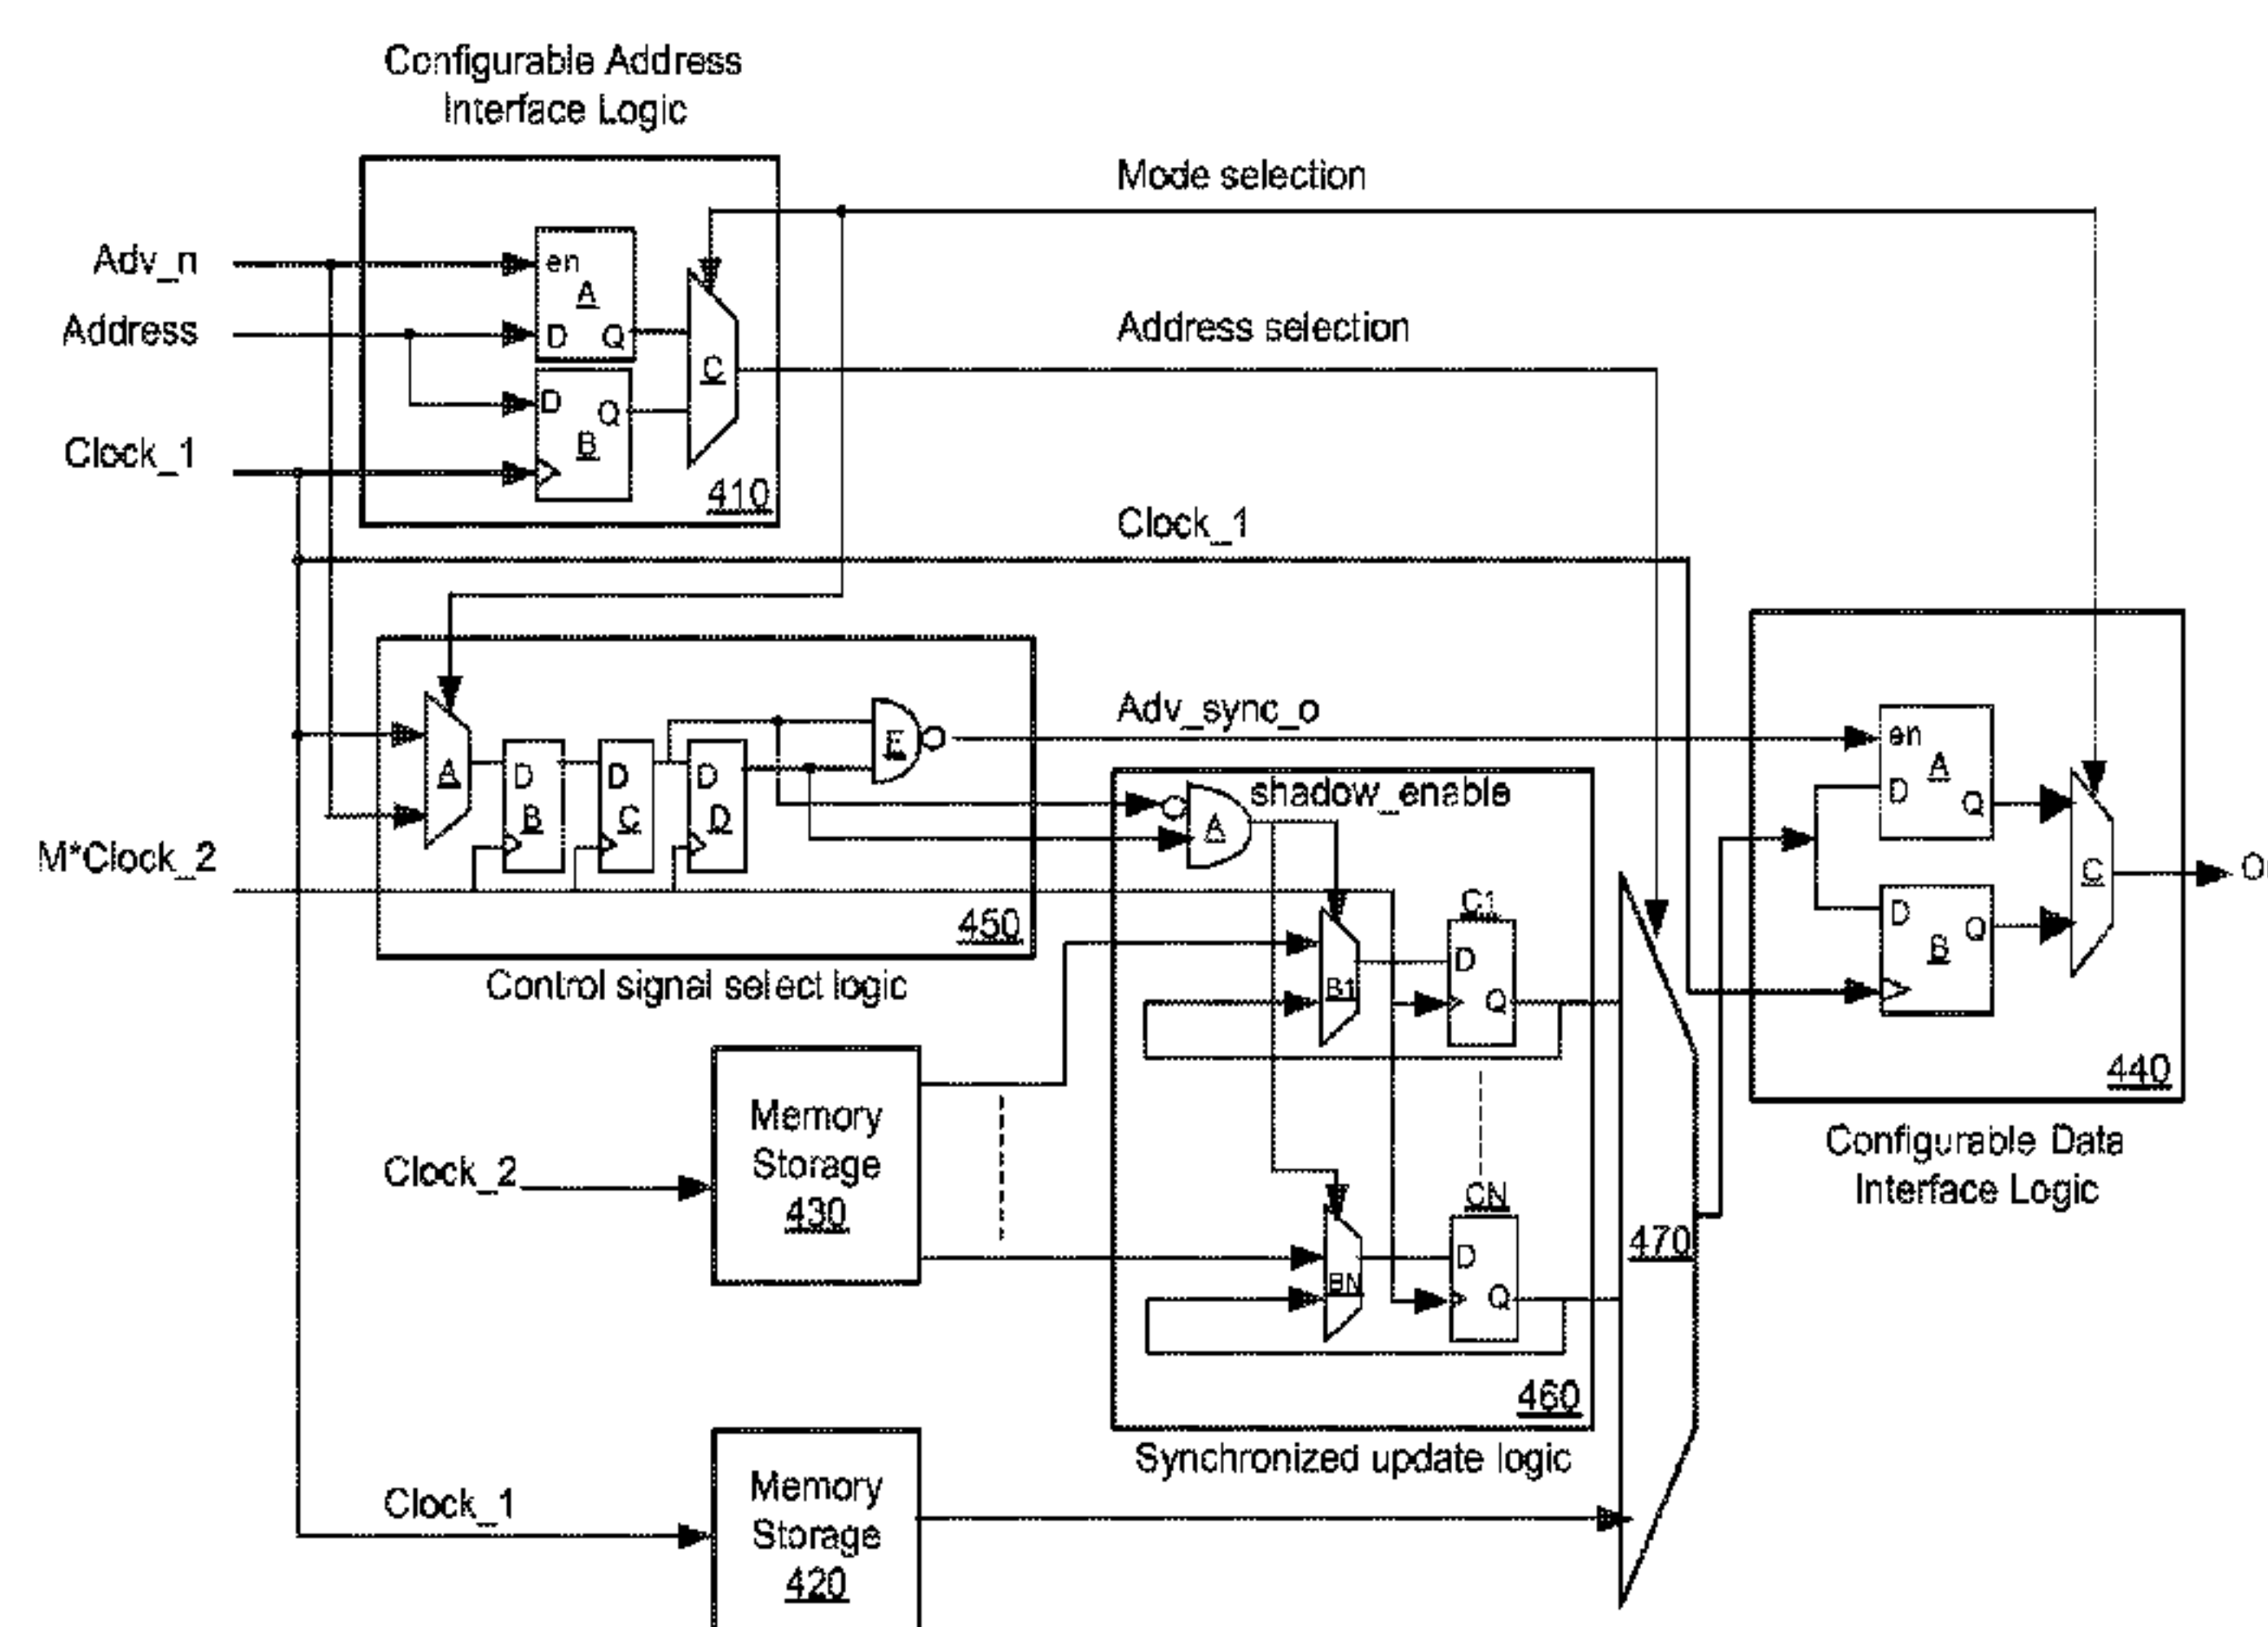 Configurable Address
Interface Logic
Mode selection
Adv_n
en
A
Address
D
Q
Address selection
C
D
Q
B
Clock_1
410
Clock_1
Adv_sync_o
E
A
D
B
D
C
D
D
shadow_enable
A
en
A
D
Q
M*Clock_2
450
C
O
C1
D
Q
B
Control signal select logic
D
B1
Q
440
Memory
Storage
430
Clock_2
Configurable Data
Interface Logic
CN
D
BN
Q
470
460
Synchronized update logic
Clock_1
Memory
Storage
420